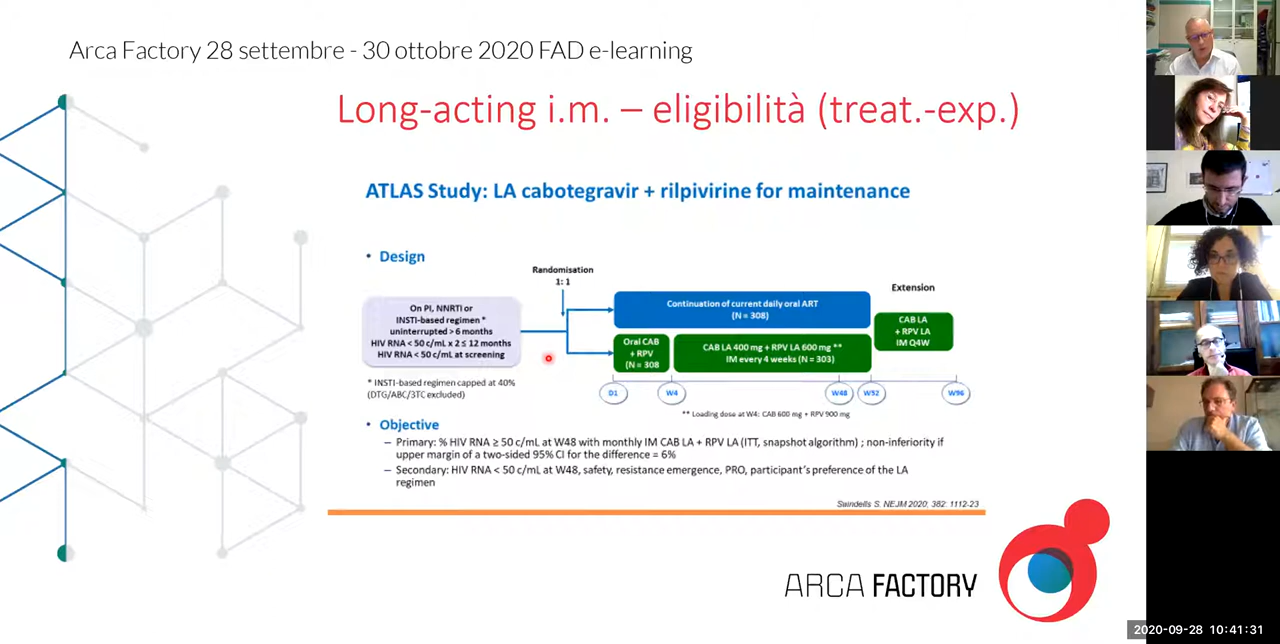 Arca Factory 28 settembre - 30 ottobre 2020 FAD e-learning
Long-acting i.m. – eligibilità (treat.-exp.)
ATLAS Study: LA cabotegravir + rilpivirine for maintenance
• Design
Randomisation
1: 1
On PI, NNRTI or
INSTI-based regimen *
uninterrupted > 6 months
HIV RNA < 50 c/mL x 2 ≤ 12 months
HIV RNA < 50 c/mL at screening
Continuation of current daily oral ART
(N = 308)
Oral CAB
+ RPV
(N = 308
CAB LA 400 mg + RPV LA 600 mg **
IM every 4 weeks (N = 303)
Extension
CAB LA
+ RPV LA
IM Q4W
* INSTI-based regimen capped at 40%
(DTG/ABC/3TC excluded)
D1
W4
W48
W52
W96
** Loading dose at W4: CAB 600 mg + RPV 900 mg
• Objective
– Primary: % HIV RNA ≥ 50 c/mL at W48 with monthly IM CAB LA + RPV LA (ITT, snapshot algorithm) ; non-inferiority if
upper margin of a two-sided 95% CI for the difference = 6%
– Secondary: HIV RNA < 50 c/mL at W48, safety, resistance emergence, PRO, participant's preference of the LA
regimen
Swindells S. NEJM 2020; 382: 1112-23
ARCA FACTORY
2020-09-28 10:41:31